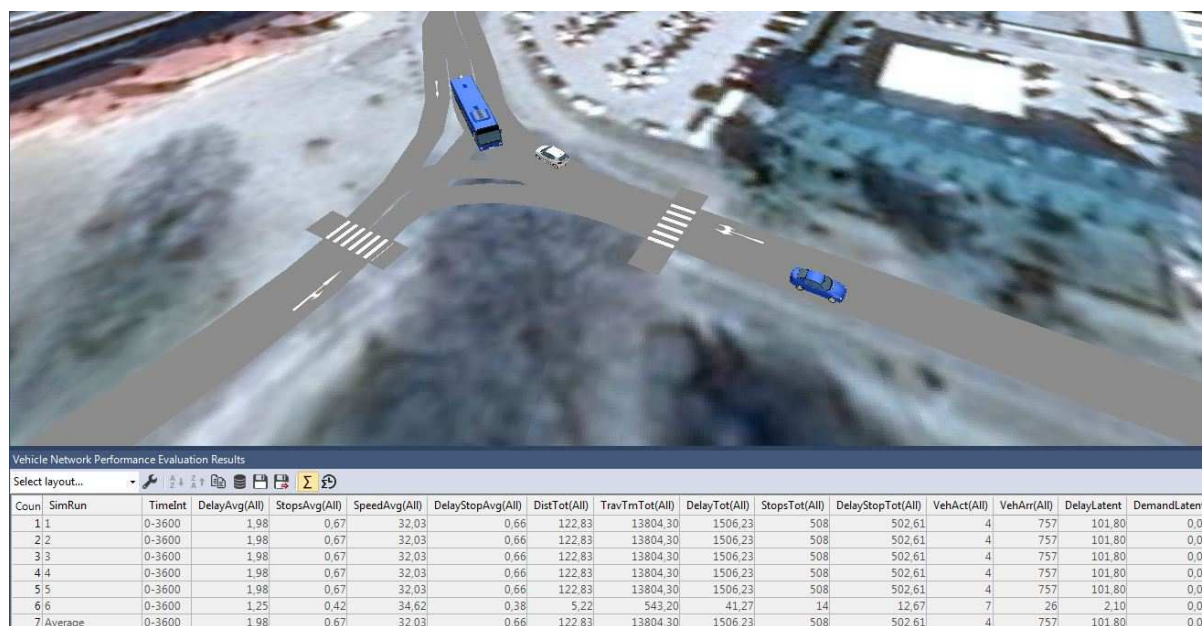 Vehicle Network Performance Evaluation Results
Select layout...
Coun SimRun TimeInt DelayAvg(All) StopsAvg(All) SpeedAvg(All) DelayStopAvg(All) DistTot(All) TravTmTot(All) DelayTot(All) StopsTot(All) DelayStopTot(All) VehAct(All) VehArr(All) DelayLatent DemandLatent
1 1 0-3600 1,98 0,67 32,03 0,66 122,83 13804,30 1506,23 508 502,61 4 757 101,80 0,0
2 2 0-3600 1,98 0,67 32,03 0,66 122,83 13804,30 1506,23 508 502,61 4 757 101,80 0,0
3 3 0-3600 1,98 0,67 32,03 0,66 122,83 13804,30 1506,23 508 502,61 4 757 101,80 0,0
4 4 0-3600 1,98 0,67 32,03 0,66 122,83 13804,30 1506,23 508 502,61 4 757 101,80 0,0
5 5 0-3600 1,98 0,67 32,03 0,66 122,83 13804,30 1506,23 508 502,61 4 757 101,80 0,0
6 6 0-3600 1,25 0,42 34,62 0,38 5,22 543,20 41,27 14 12,67 7 26 2,10 0,0
7 Average 0-3600 1,98 0,67 32,03 0,66 122,83 13804,30 1506,23 508 502,61 4 757 101,80 0,0